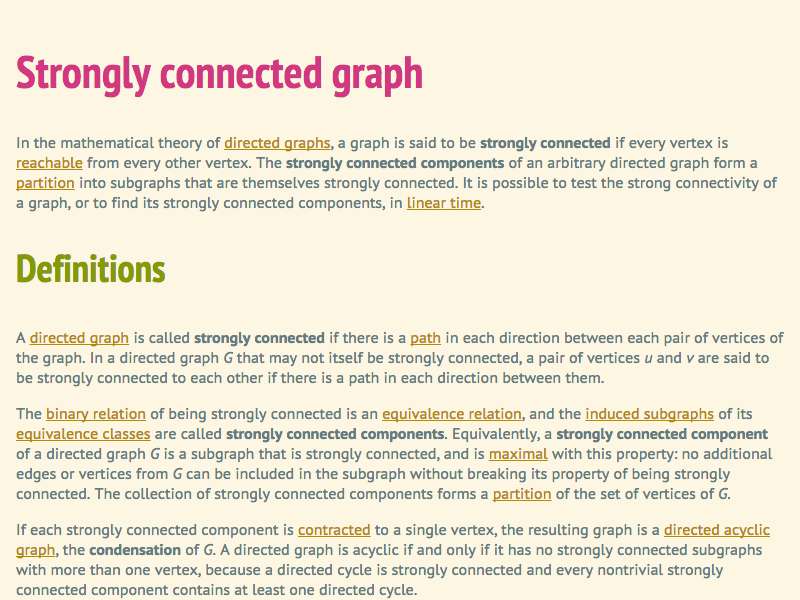 Strongly connected graph
In the mathematical theory of directed graphs, a graph is said to be strongly connected if every vertex is
reachable from every other vertex. The strongly connected components of an arbitrary directed graph form a
partition into subgraphs that are themselves strongly connected. It is possible to test the strong connectivity of
a graph, or to find its strongly connected components, in linear time.
Definitions
A directed graph is called strongly connected if there is a path in each direction between each pair of vertices of
the graph. In a directed graph G that may not itself be strongly connected, a pair of vertices u and v are said to
be strongly connected to each other if there is a path in each direction between them.
The binary relation of being strongly connected is an equivalence relation, and the induced subgraphs of its
equivalence classes are called strongly connected components. Equivalently, a strongly connected component
of a directed graph G is a subgraph that is strongly connected, and is maximal with this property: no additional
edges or vertices from G can be included in the subgraph without breaking its property of being strongly
connected. The collection of strongly connected components forms a partition of the set of vertices of G.
If each strongly connected component is contracted to a single vertex, the resulting graph is a directed acyclic
graph, the condensation of G. A directed graph is acyclic if and only if it has no strongly connected subgraphs
with more than one vertex, because a directed cycle is strongly connected and every nontrivial strongly
connected component contains at least one directed cycle.